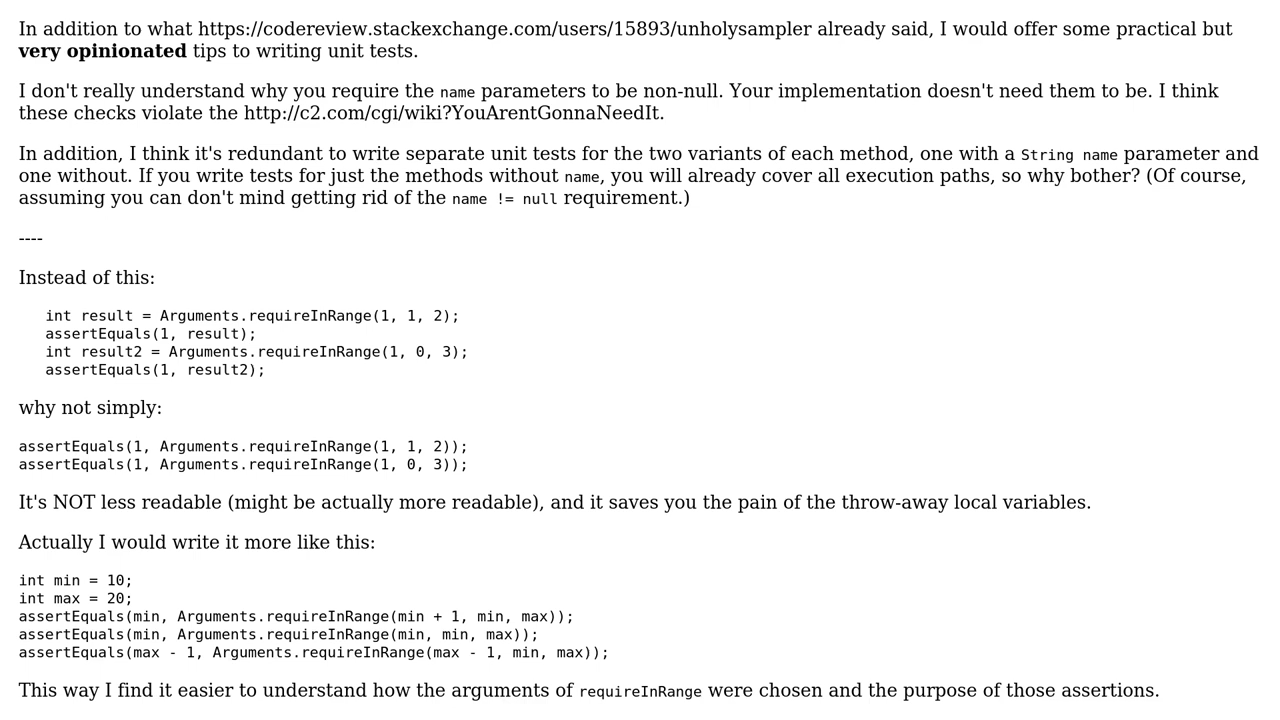 In addition to what https://codereview.stackexchange.com/users/15893/unholysampler already said, I would offer some practical but
very opinionated tips to writing unit tests.
I don't really understand why you require the name parameters to be non-null. Your implementation doesn't need them to be. I think
these checks violate the http://c2.com/cgi/wiki?YouArentGonnaNeedIt.
In addition, I think it's redundant to write separate unit tests for the two variants of each method, one with a String name parameter and
one without. If you write tests for just the methods without name, you will already cover all execution paths, so why bother? (Of course,
assuming you can don't mind getting rid of the name != null requirement.)
----
Instead of this:
int result = Arguments.requireInRange(1, 1, 2);
assertEquals(1, result);
int result2 = Arguments.requireInRange(1, 0, 3);
assertEquals(1, result2);
why not simply:
assertEquals(1, Arguments.requireInRange(1, 1, 2));
assertEquals(1, Arguments.requireInRange(1, 0, 3));
It's NOT less readable (might be actually more readable), and it saves you the pain of the throw-away local variables.
Actually I would write it more like this:
int min = 10;
int max = 20;
assertEquals(min, Arguments.requireInRange(min + 1, min, max));
assertEquals(min, Arguments.requireInRange(min, min, max));
assertEquals(max - 1, Arguments.requireInRange(max - 1, min, max));
This way I find it easier to understand how the arguments of requireInRange were chosen and the purpose of those assertions.